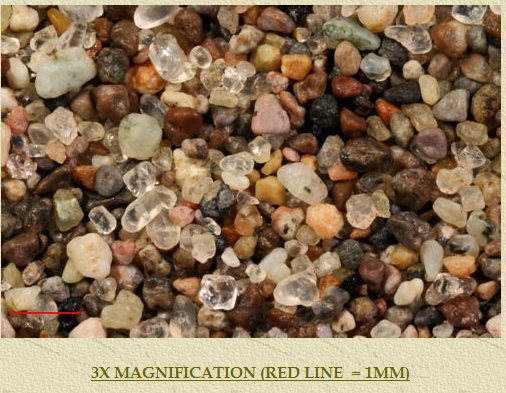 3X MAGNIFICATION (RED LINE  = 1MM)